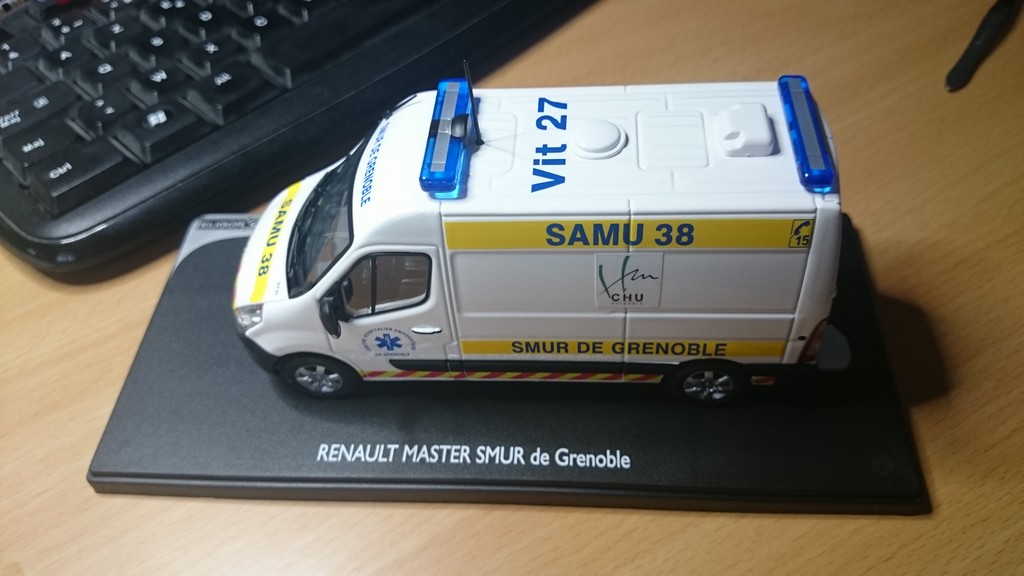 Alt
Ctrl
Vit 27
DE GRENOBLE
SAMU 38
SAMU 38
15
CHU
GRENOBLE
SMUR DE GRENOBLE
RENAULT MASTER SMUR de Grenoble